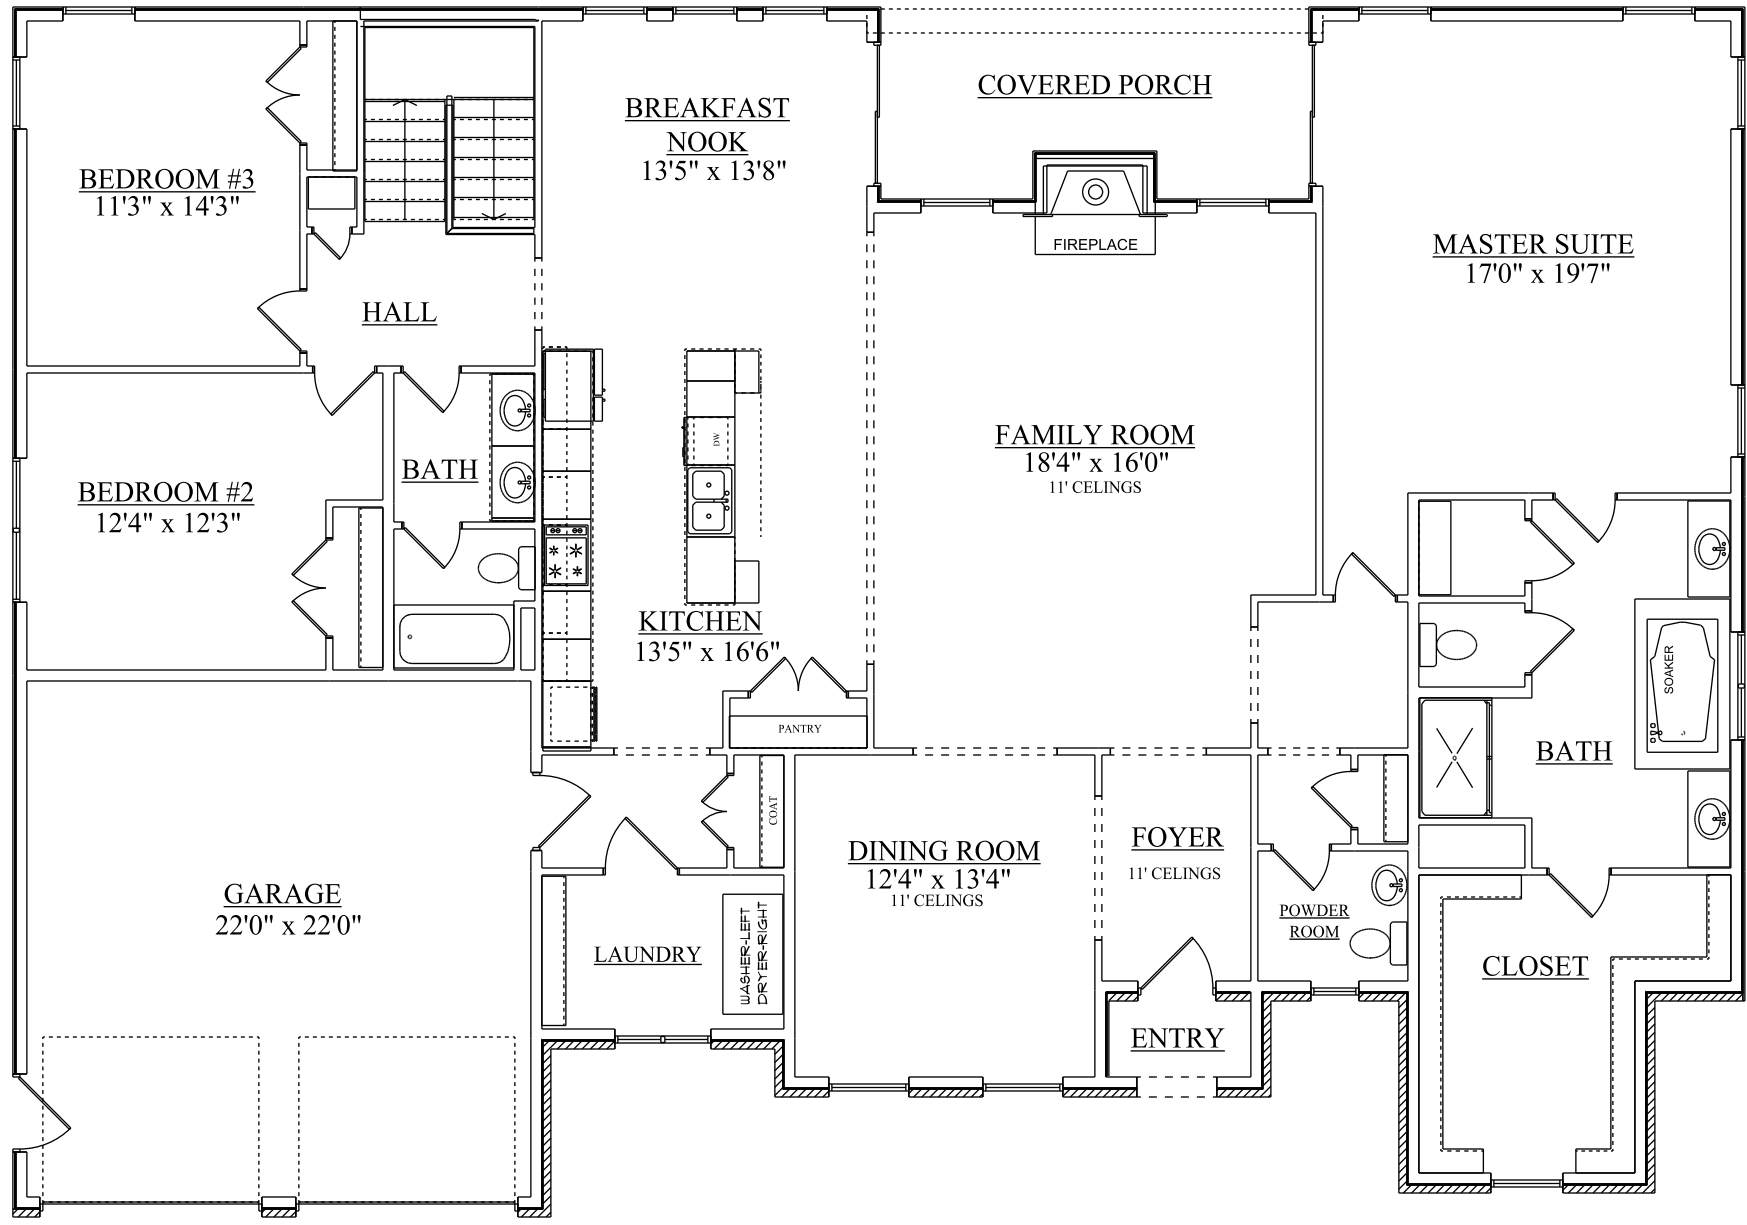 COVERED PORCH
BREAKFAST
NOOK
13'5" x 13'8"
BEDROOM #3
11'3" x 14'3"
FIREPLACE
MASTER SUITE
17'0" x 19'7"
HALL
FAMILY ROOM
18'4" x 16'0"
11' CELINGS
DW
BATH
BEDROOM #2
12'4" x 12'3"
KITCHEN
13'5" x 16'6"
SOAKER
PANTRY
BATH
COAT
FOYER
11' CELINGS
DINING ROOM
12'4" x 13'4"
11' CELINGS
GARAGE
22'0" x 22'0"
POWDER
ROOM
LAUNDRY
WASHER-LEFT
DRYER-RIGHT
CLOSET
ENTRY